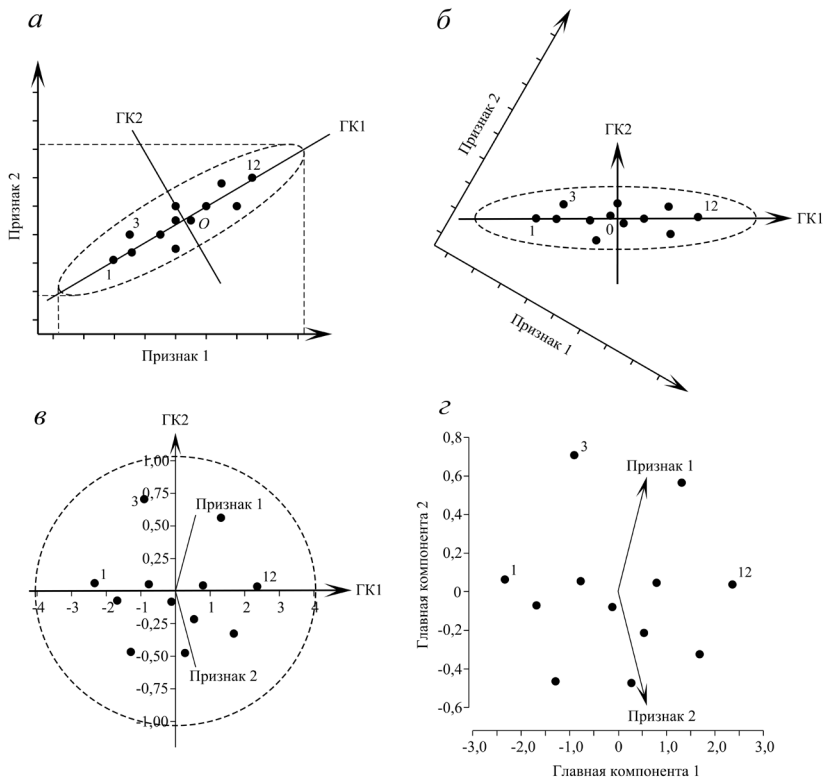 а
ГК2
ГК1
12
Признак 2
3
О
1
Признак 1
б
Признак 2
ГК2
3
12
1
0
ГК1
Признак 1
в
ГК2
1,00
3
0,75
Признак 1
0,50
0,25
1
12
ГК1
-4
-3
-2
-1
0
1
2
3
4
-0,25
-0,50
Признак 2
-0,75
-1,00
г
0,8
3
Признак 1
0,6
0,4
Главная компонента 2
0,2
1
12
0
-0,2
-0,4
-0,6
Признак 2
-3,0
-2,0
-1,0
0
1,0
2,0
3,0
Главная компонента 1